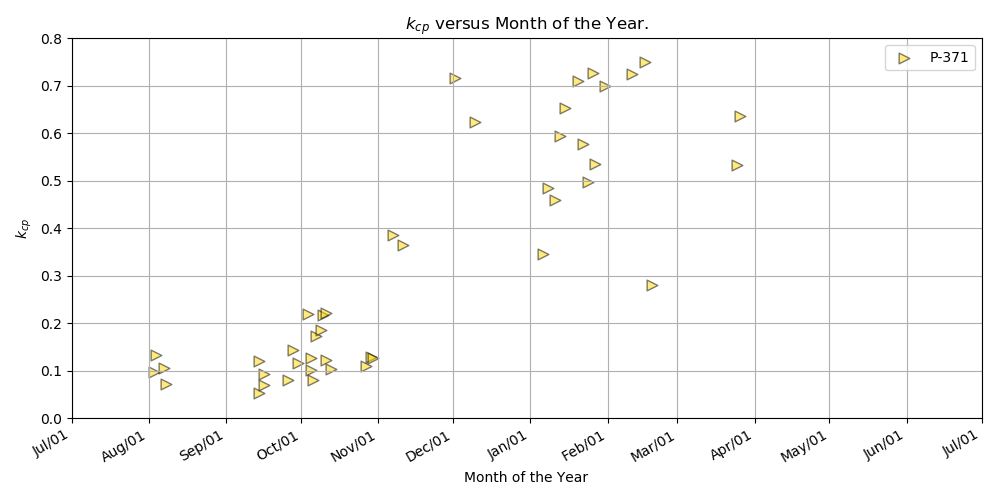 k_cp versus Month of the Year.
0.8
0.7
0.6
0.5
0.4
0.3
0.2
0.1
0.0
k_cp
P-371
Jul/01 Aug/01 Sep/01 Oct/01 Nov/01 Dec/01 Jan/01 Feb/01 Mar/01 Apr/01 May/01 Jun/01 Jul/01
Month of the Year